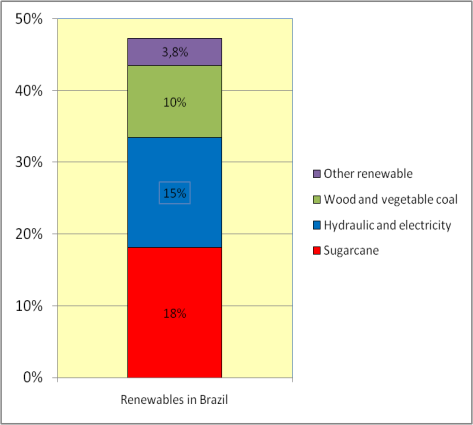 50%
40%
30%
20%
10%
0%
3,8%
10%
15%
18%
Renewables in Brazil
Other renewable
Wood and vegetable coal
Hydraulic and electricity
Sugarcane